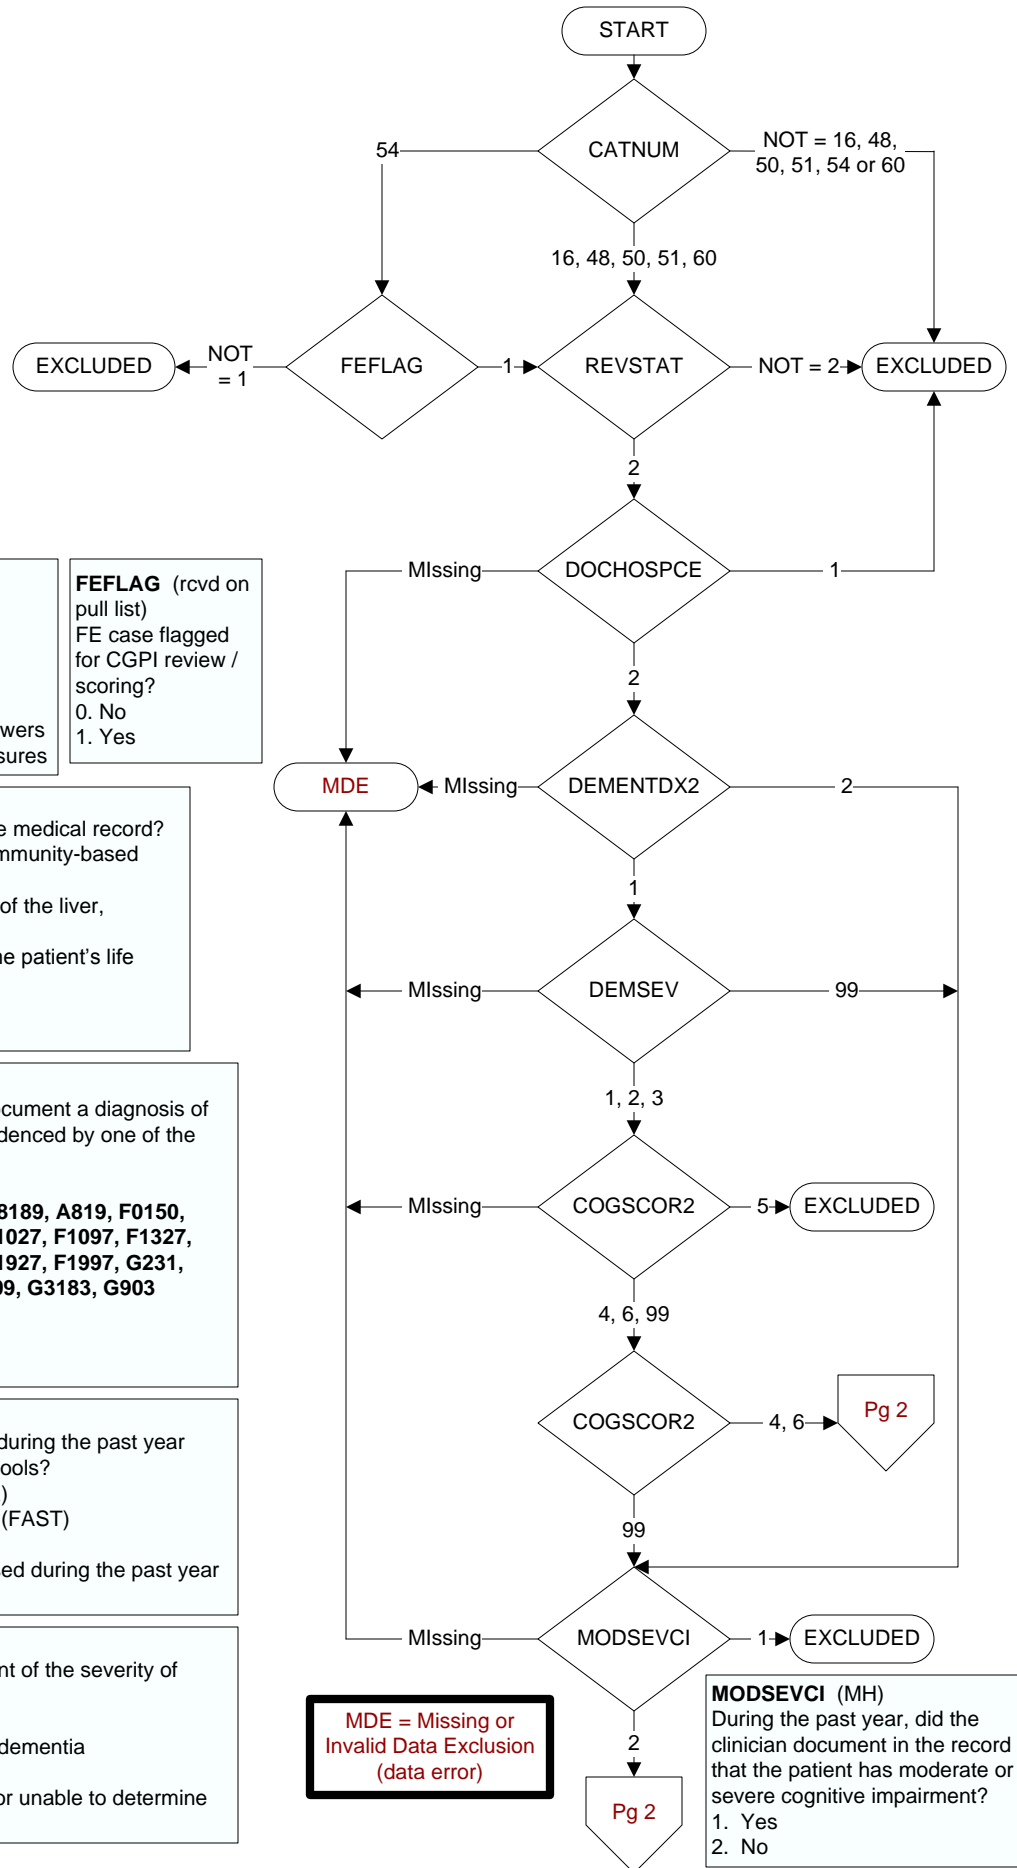 START
CATNUM
54
NOT = 16, 48,
50, 51, 54 or 60
16, 48, 50, 51, 60
EXCLUDED
NOT
= 1
FEFLAG
1
REVSTAT
NOT = 2
EXCLUDED
2
MIssing
DOCHOSPCE
1
2
wers
sures
FEFLAG (rcvd on
pull list)
FE case flagged
for CGPI review /
scoring?
0. No
1. Yes
MDE
MIssing
DEMENTDX2
2
1
e medical record?
mmunity-based
of the liver,
ne patient's life
MIssing
DEMSEV
99
1, 2, 3
ocument a diagnosis of
idenced by one of the
8189, A819, F0150,
1027, F1097, F1327,
1927, F1997, G231,
09, G3183, G903
MIssing
COGSCOR2
5
EXCLUDED
4, 6, 99
COGSCOR2
4, 6
Pg 2
99
during the past year
ools?
)
(FAST)
ed during the past year
MIssing
MODSEVCI
1
EXCLUDED
2
Pg 2
nt of the severity of
dementia
or unable to determine
MDE = Missing or
Invalid Data Exclusion
(data error)
MODSEVCI (MH)
During the past year, did the
clinician document in the record
that the patient has moderate or
severe cognitive impairment?
1. Yes
2. No